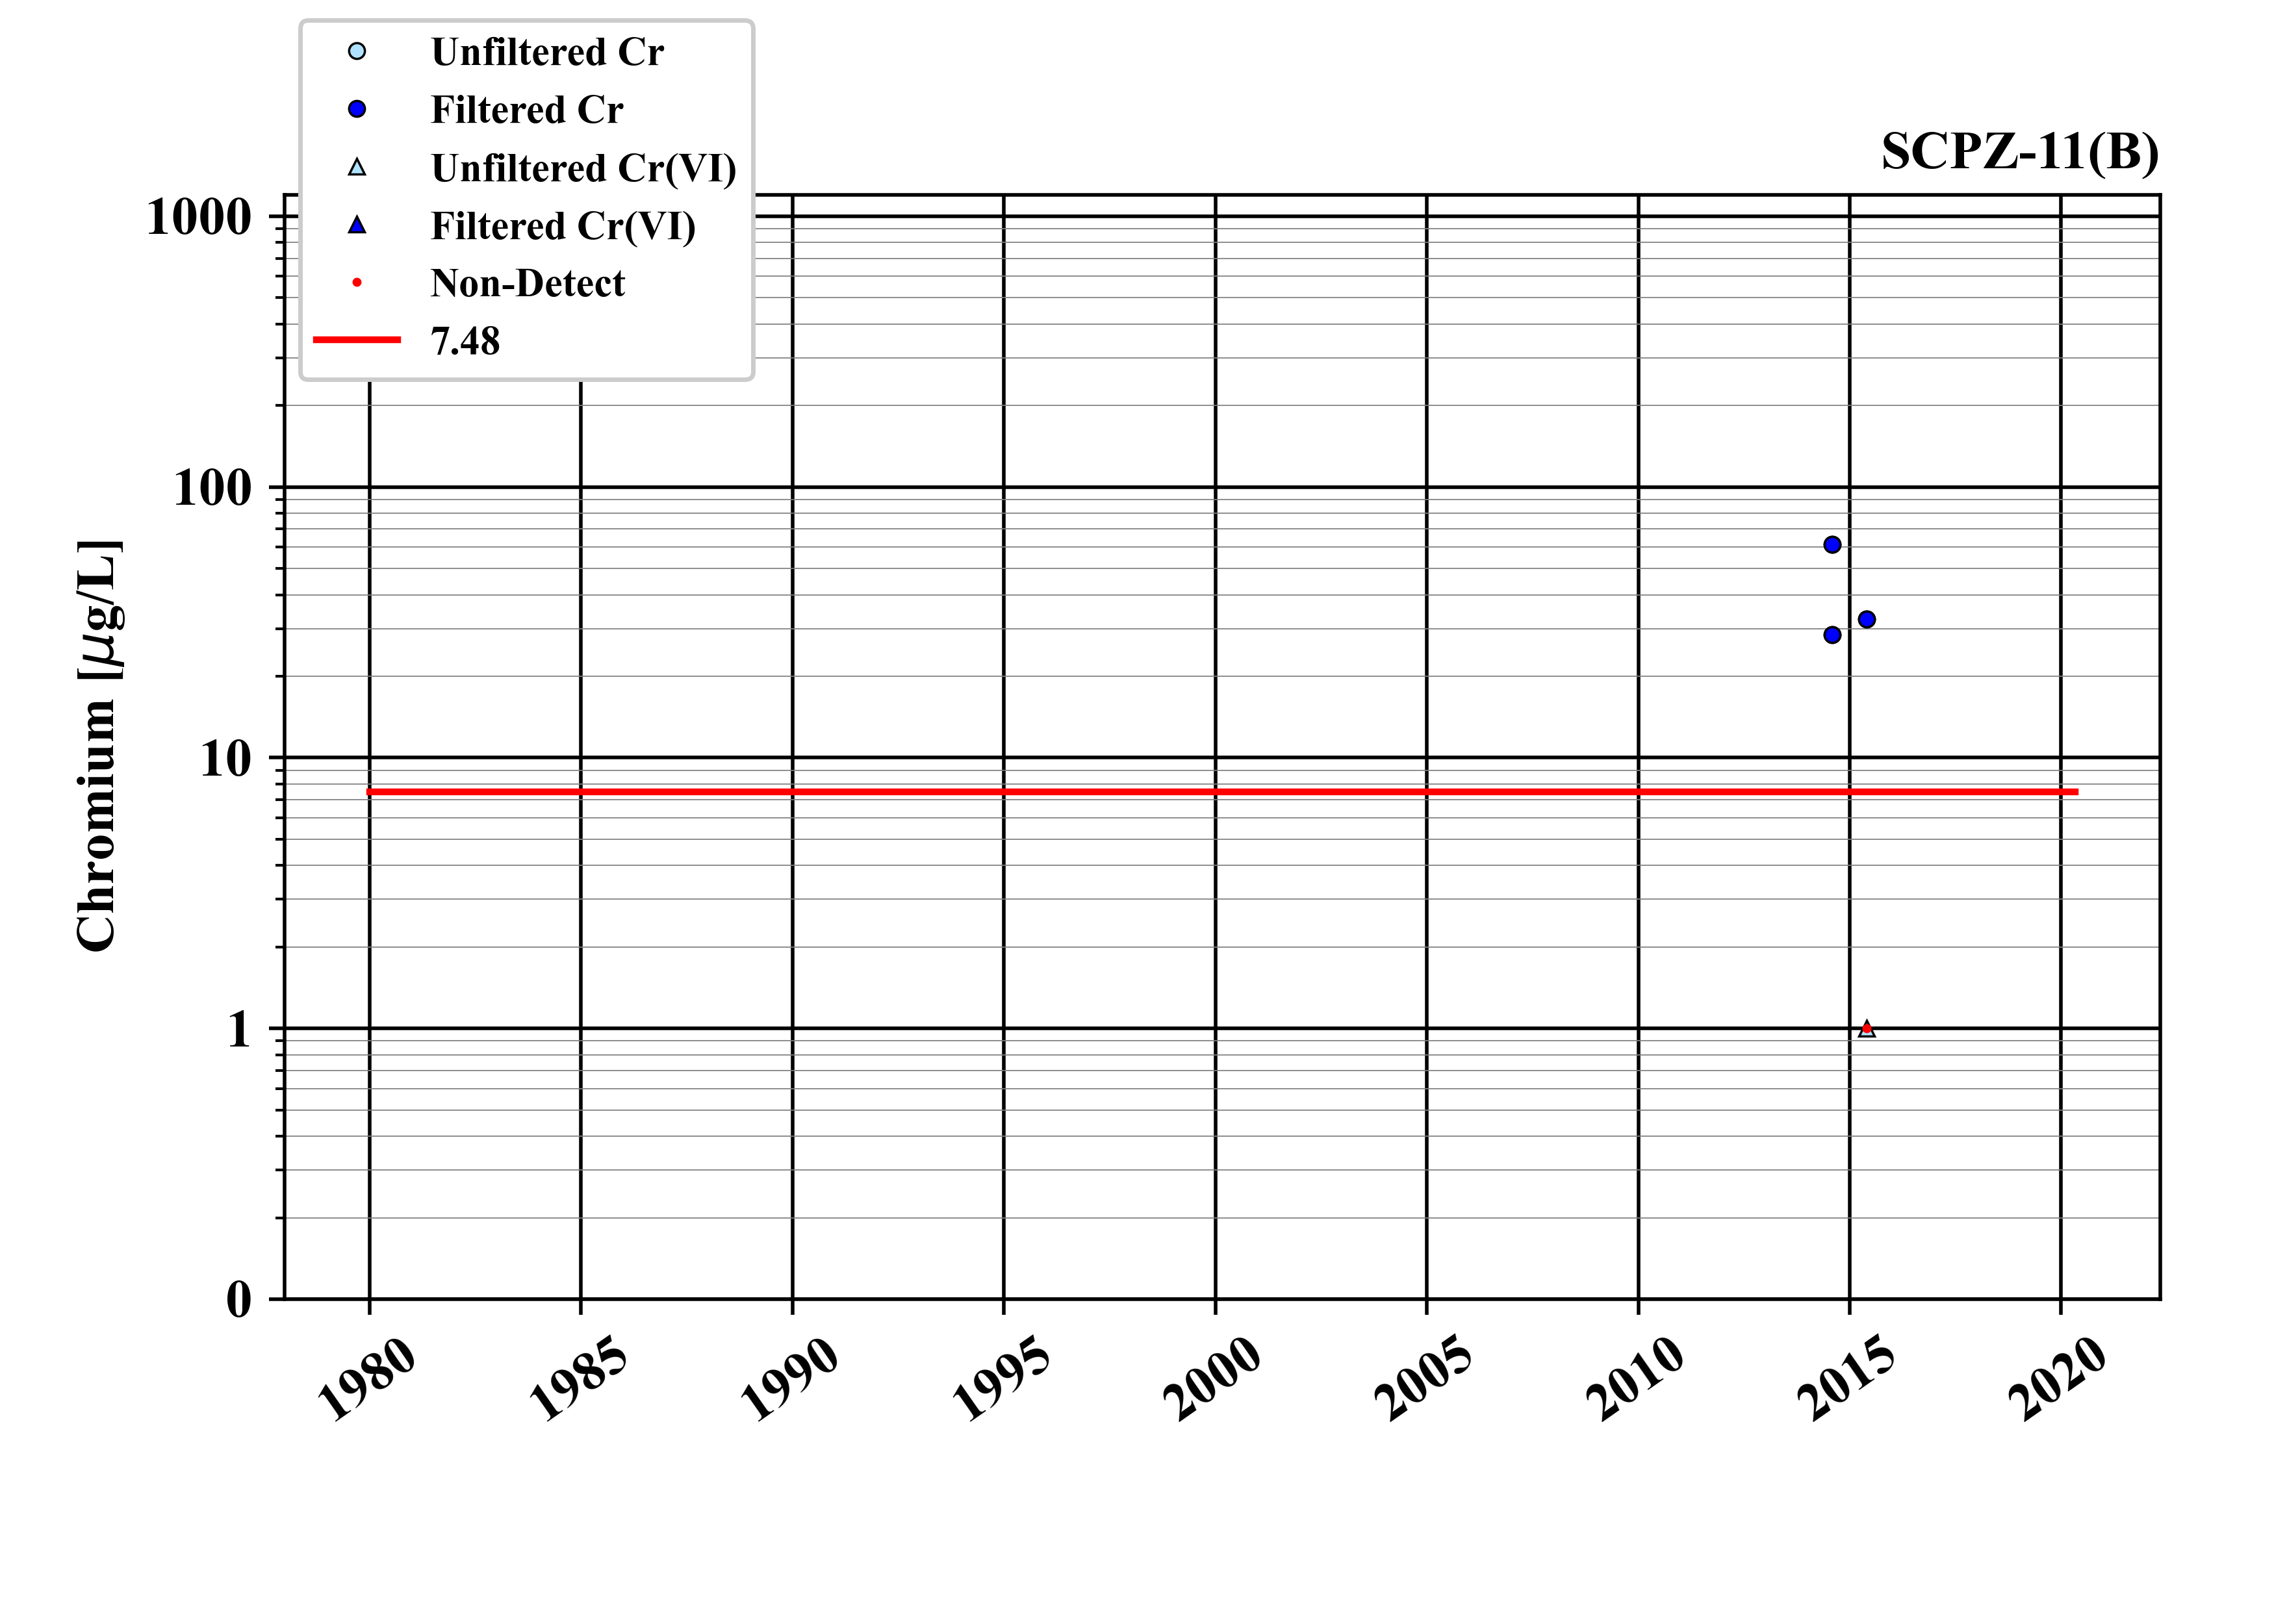 Unfiltered Cr
Filtered Cr
Unfiltered Cr(VI)
Filtered Cr(VI)
Non-Detect
7.48
SCPZ-11(B)
Chromium [μg/L]
1000
100
10
1
0
1980 1985 1990 1995 2000 2005 2010 2015 2020